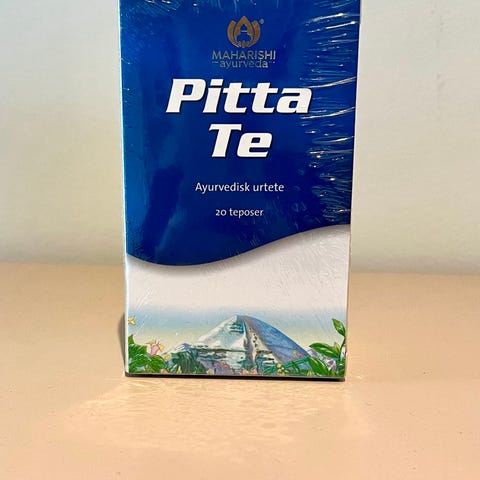 MAHARISHI
ayurveda
Pitta
Te
Ayurvedisk urtete
20 teposer